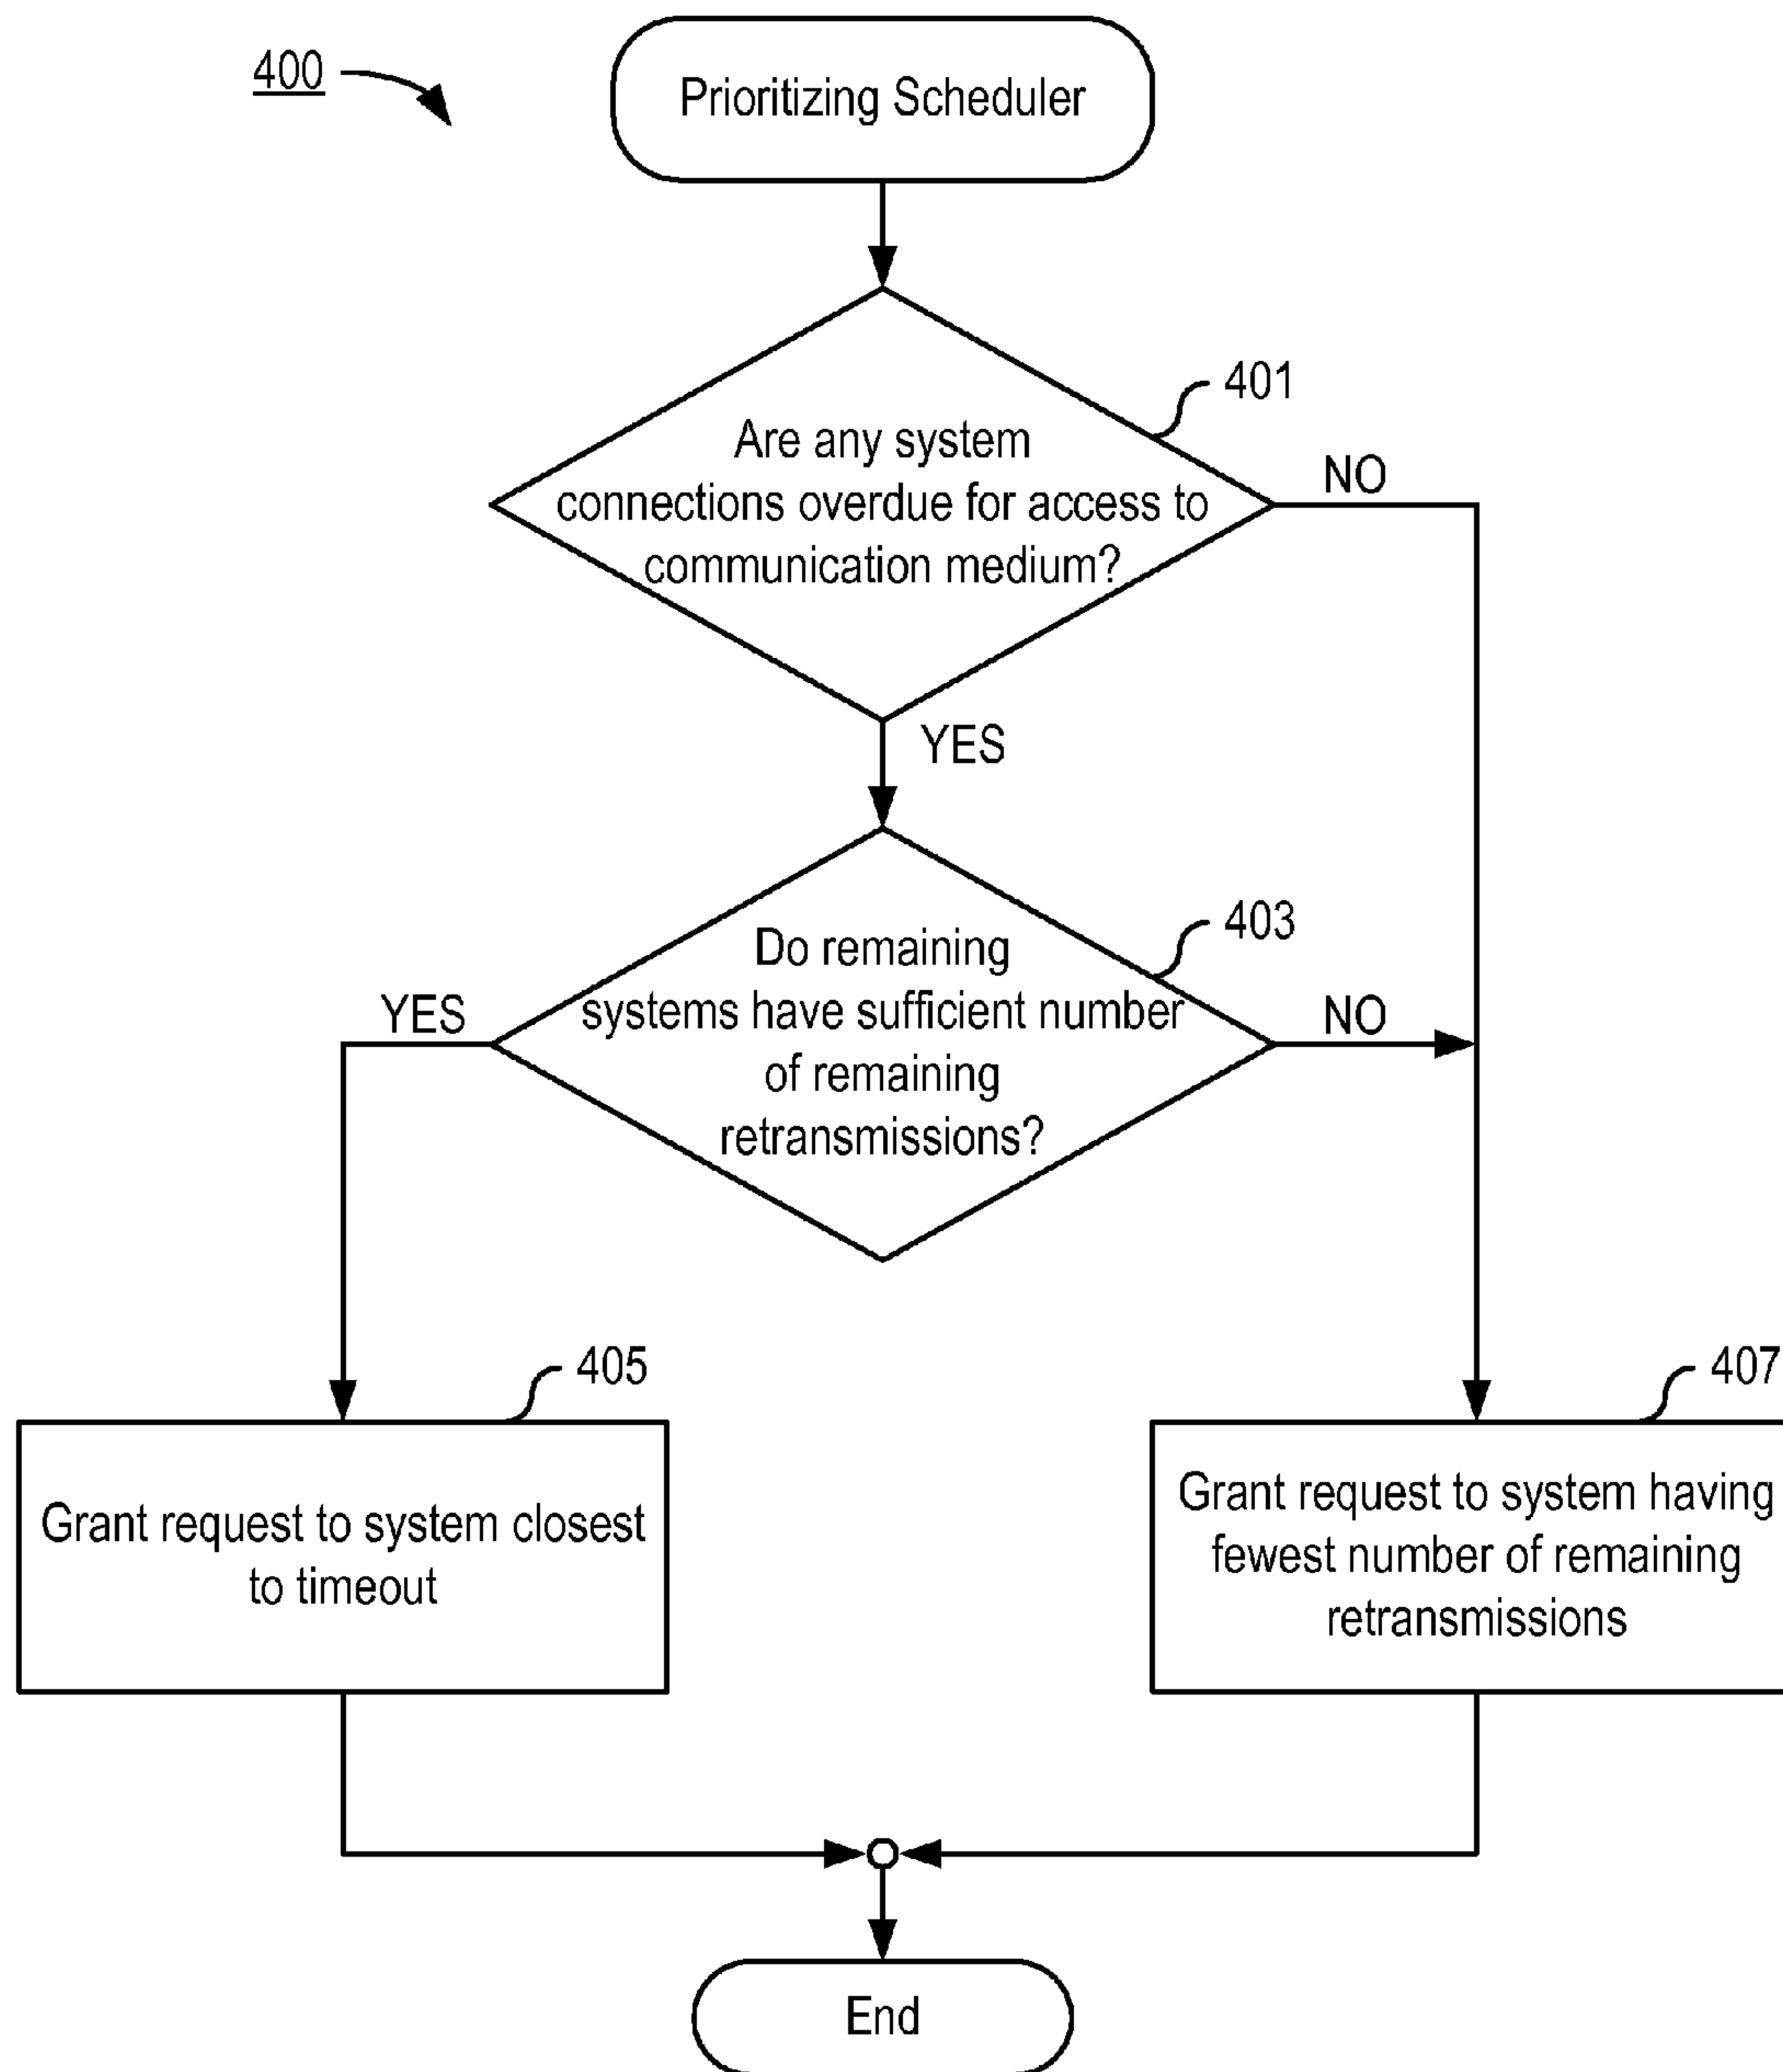 400
Prioritizing Scheduler
401
Are any system
connections overdue for access to
communication medium?
NO
YES
403
Do remaining
systems have sufficient number
of remaining
retransmissions?
YES
NO
405
Grant request to system closest
to timeout
407
Grant request to system having
fewest number of remaining
retransmissions
End